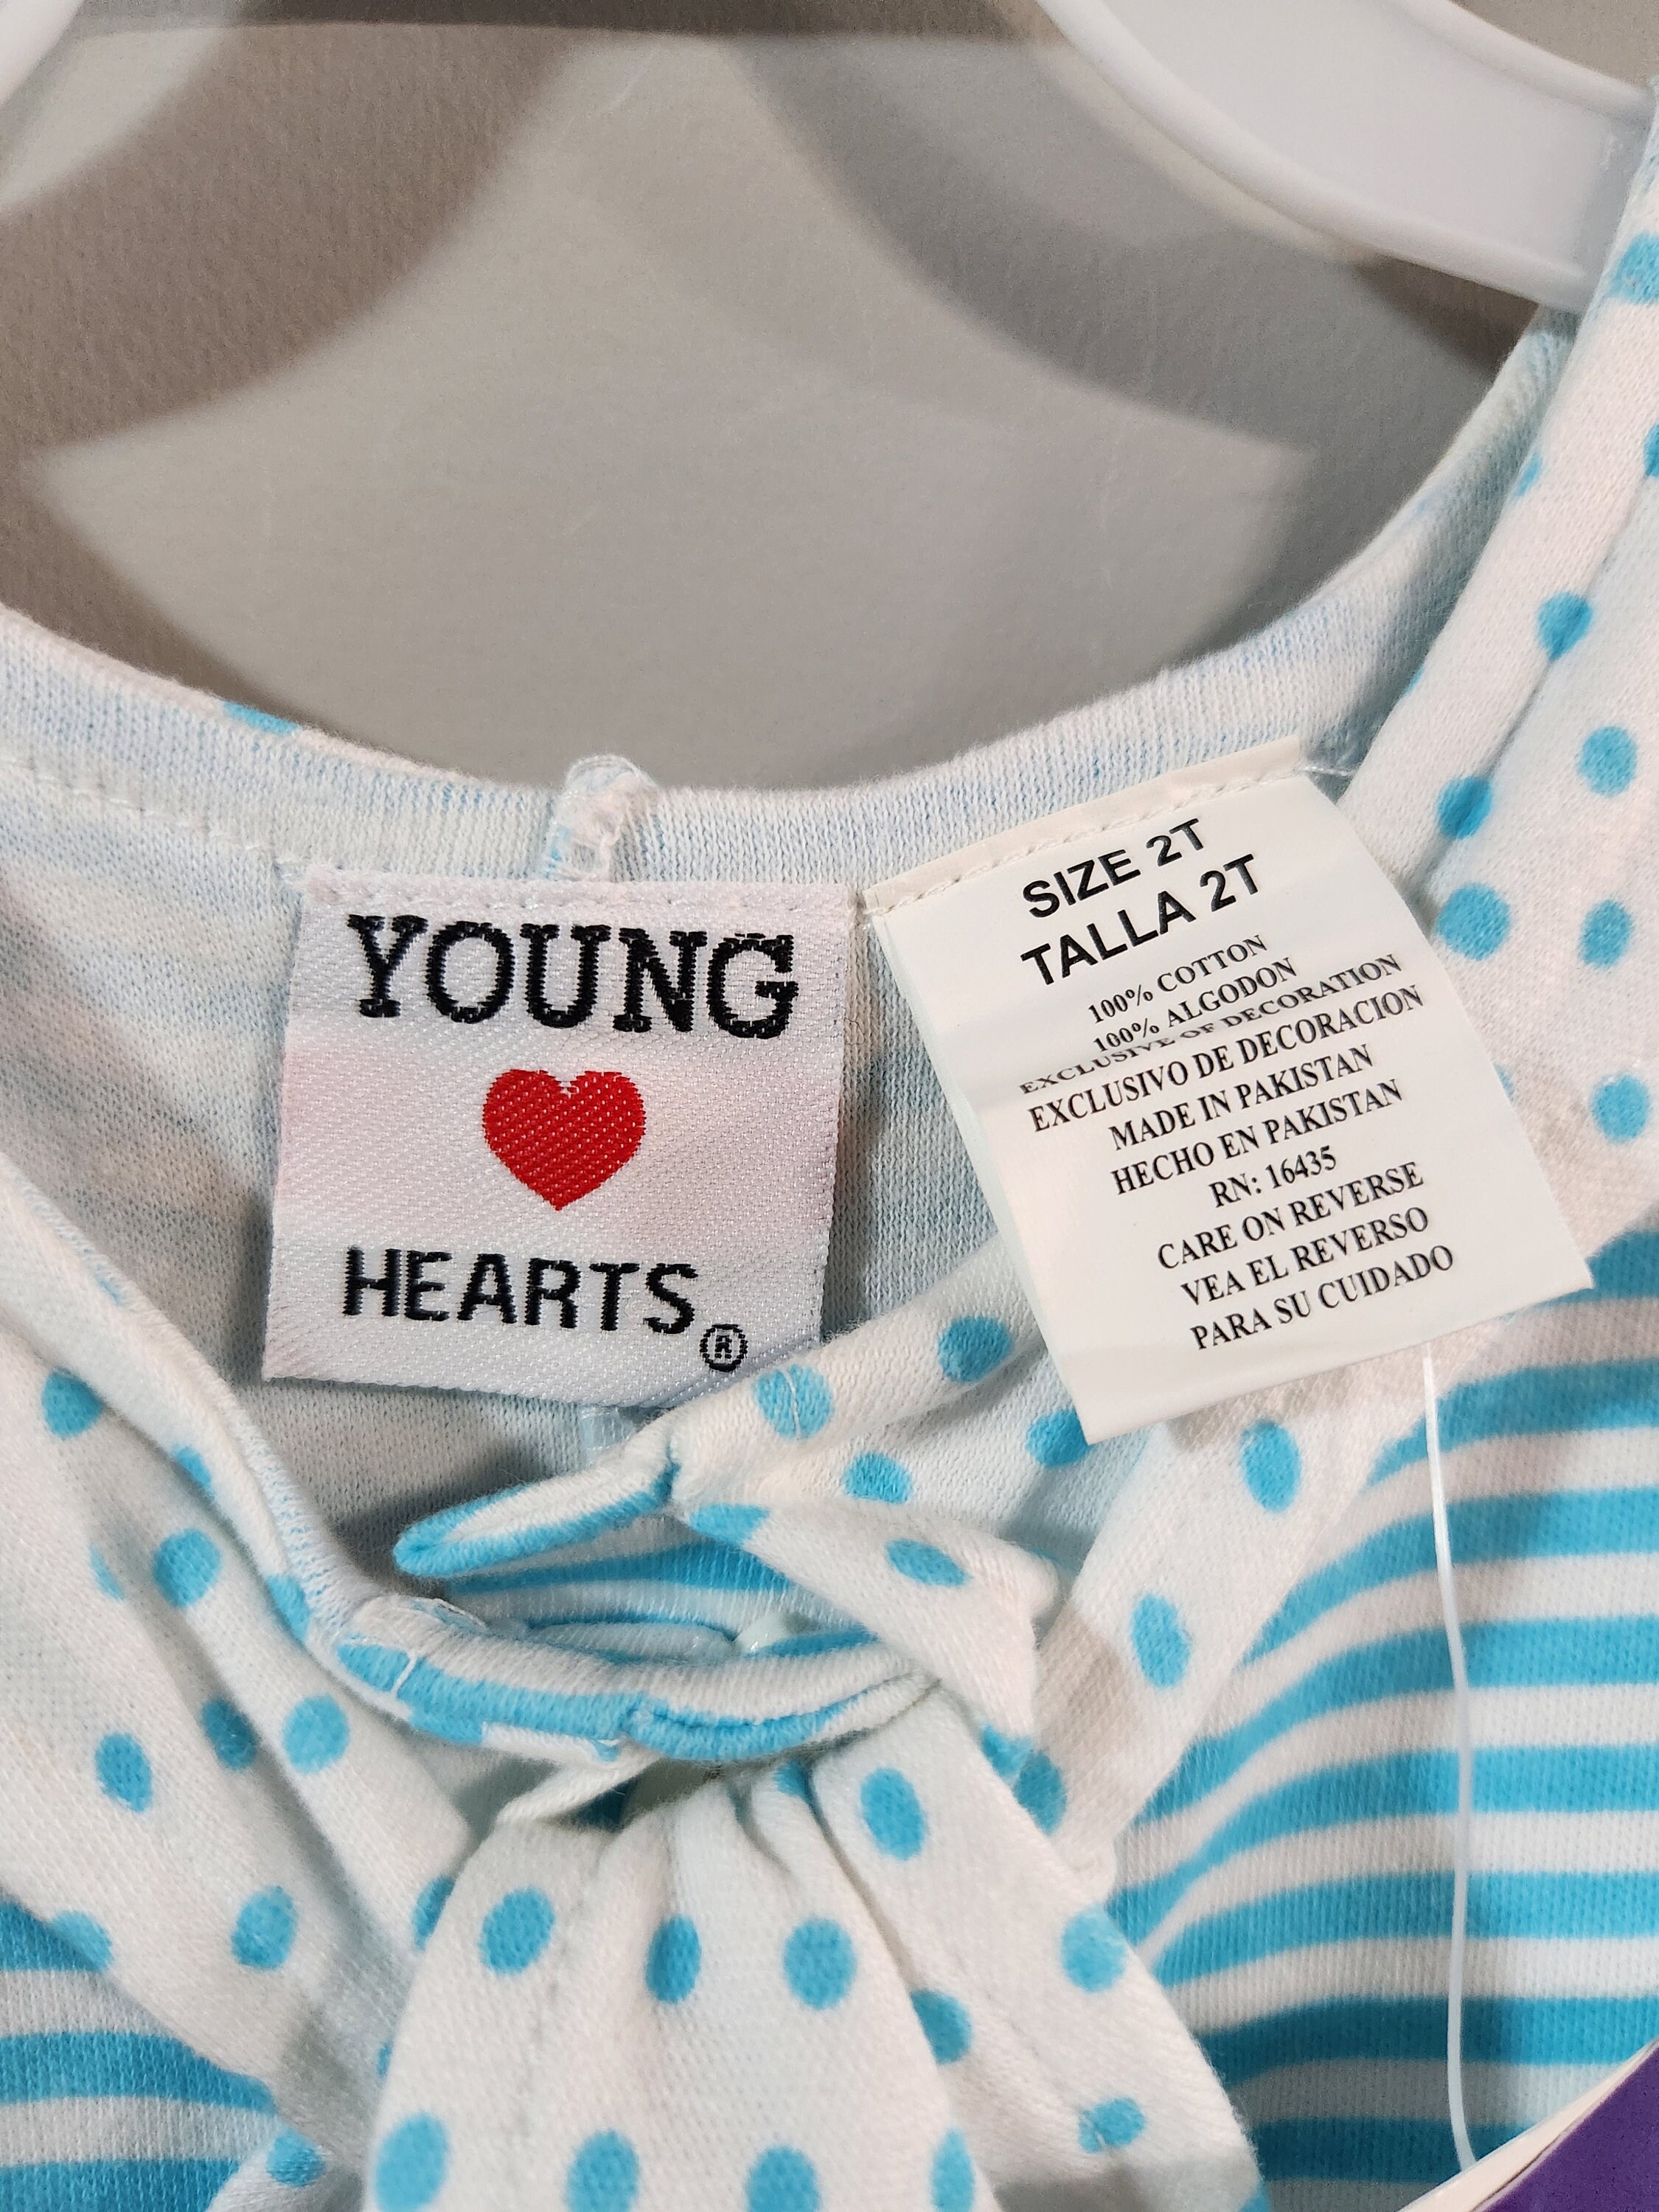 YOUNG
HEARTS®
SIZE 2T
TALLA 2T
100% COTTON
100% ALGODON
EXCLUSIVE OF DECORATION
EXCLUSIVO DE DECORACION
MADE IN PAKISTAN
HECHO EN PAKISTAN
RN: 16435
CARE ON REVERSE
VEA EL REVERSO
PARA SU CUIDADO